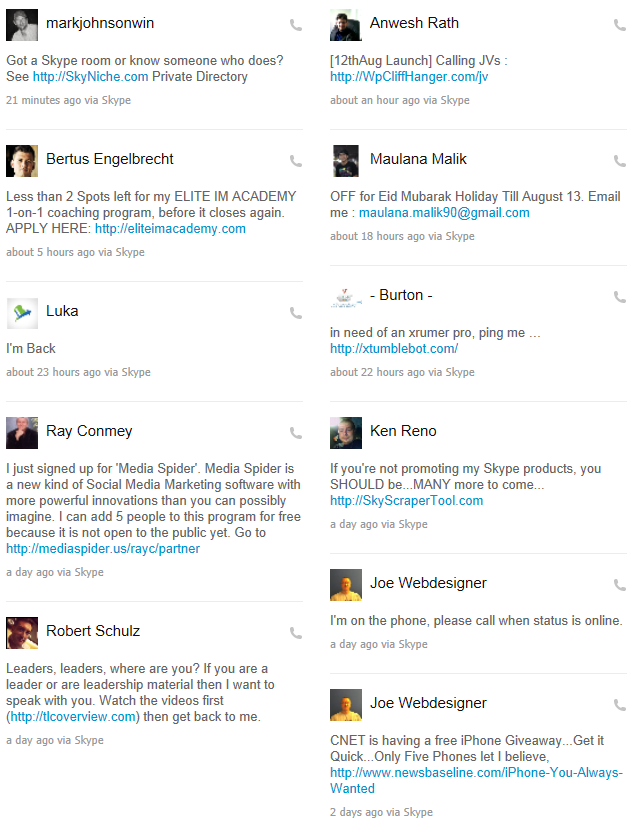 markjohnsonwin
Got a Skype room or know someone who does?
See http://SkyNiche.com Private Directory
21 minutes ago via Skype
Bertus Engelbrecht
Less than 2 Spots left for my ELITE IM ACADEMY
1-on-1 coaching program, before it closes again.
APPLY HERE: http://eliteimacademy.com
about 5 hours ago via Skype
Luka
I'm Back
about 23 hours ago via Skype
Ray Conmey
I just signed up for 'Media Spider'. Media Spider is
a new kind of Social Media Marketing software with
more powerful innovations than you can possibly
imagine. I can add 5 people to this program for free
because it is not open to the public yet. Go to
http://mediaspider.us/rayc/partner
a day ago via Skype
Robert Schulz
Leaders, leaders, where are you? If you are a
leader or are leadership material then I want to
speak with you. Watch the videos first
(http://tlcoverview.com) then get back to me.
a day ago via Skype
Anwesh Rath
[12thAug Launch] Calling JVs :
http://WpCliffHanger.com/jv
about an hour ago via Skype
Maulana Malik
OFF for Eid Mubarak Holiday Till August 13. Email
me : maulana.malik90@gmail.com
about 18 hours ago via Skype
- Burton -
in need of an xrumer pro, ping me …
http://xtumblebot.com/
about 22 hours ago via Skype
Ken Reno
If you're not promoting my Skype products, you
SHOULD be...MANY more to come...
http://SkyScraperTool.com
a day ago via Skype
Joe Webdesigner
I'm on the phone, please call when status is online.
a day ago via Skype
Joe Webdesigner
CNET is having a free iPhone Giveaway...Get it
Quick...Only Five Phones let I believe,
http://www.newsbaseline.com/iPhone-You-Always-
Wanted
2 days ago via Skype